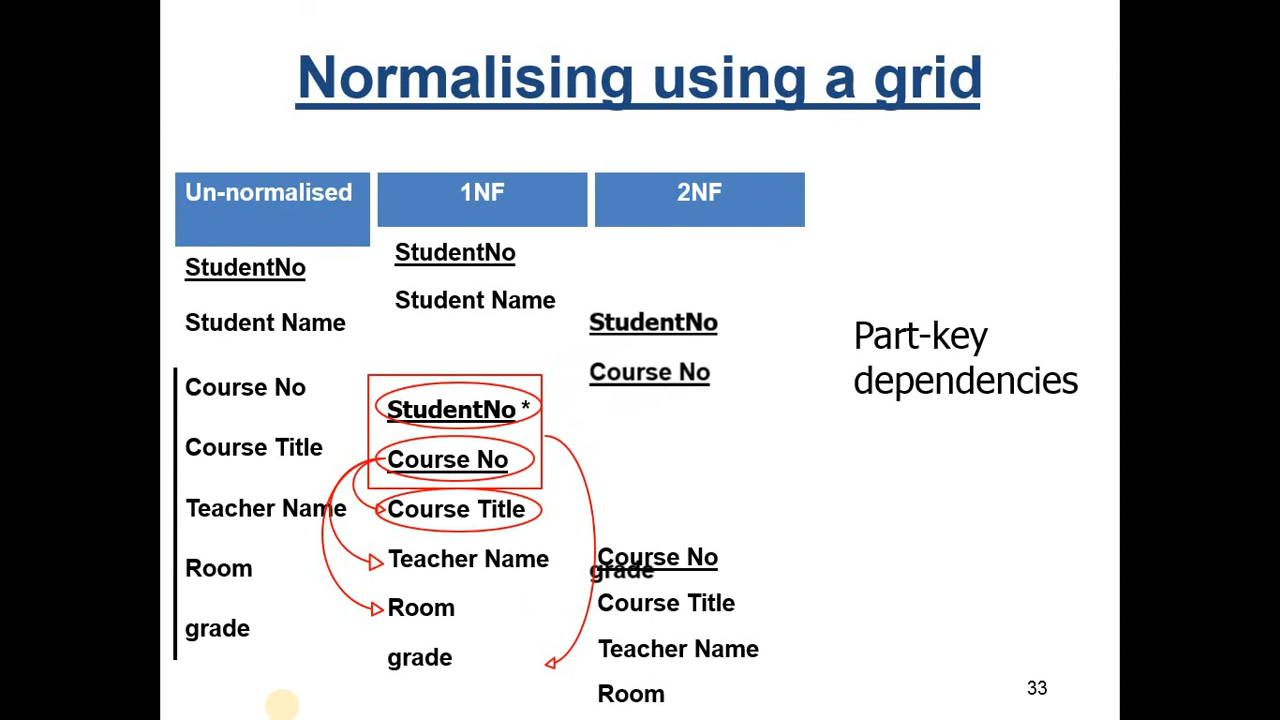 Normalising using a grid
Un-normalised
StudentNo
Student Name
Course No
Course Title
Teacher Name
Room
grade
1NF
StudentNo
Student Name
StudentNo *
Course No
Course Title
Teacher Name
Room
grade
2NF
StudentNo
Course No
Course No
grade
Course Title
Teacher Name
Room
Part-key
dependencies
33